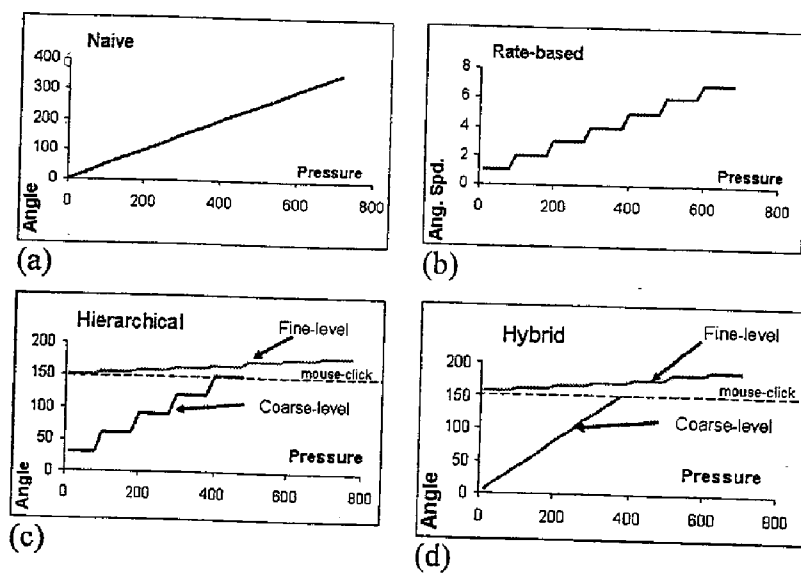 Naive
400
300
200
100
0
Angle
Pressure
0 200 400 600 800
(a)
Rate-based
8
6
4
2
0
Ang. Spd.
Pressure
0 200 400 600 800
(b)
Hierarchical
Fine-level
200
150
mouse-click
100
Coarse-level
50
0
Angle
Pressure
0 200 400 600 800
(c)
Hybrid
Fine-level
200
150
mouse-click
100
Coarse-level
50
0
Angle
Pressure
0 200 400 600 800
(d)